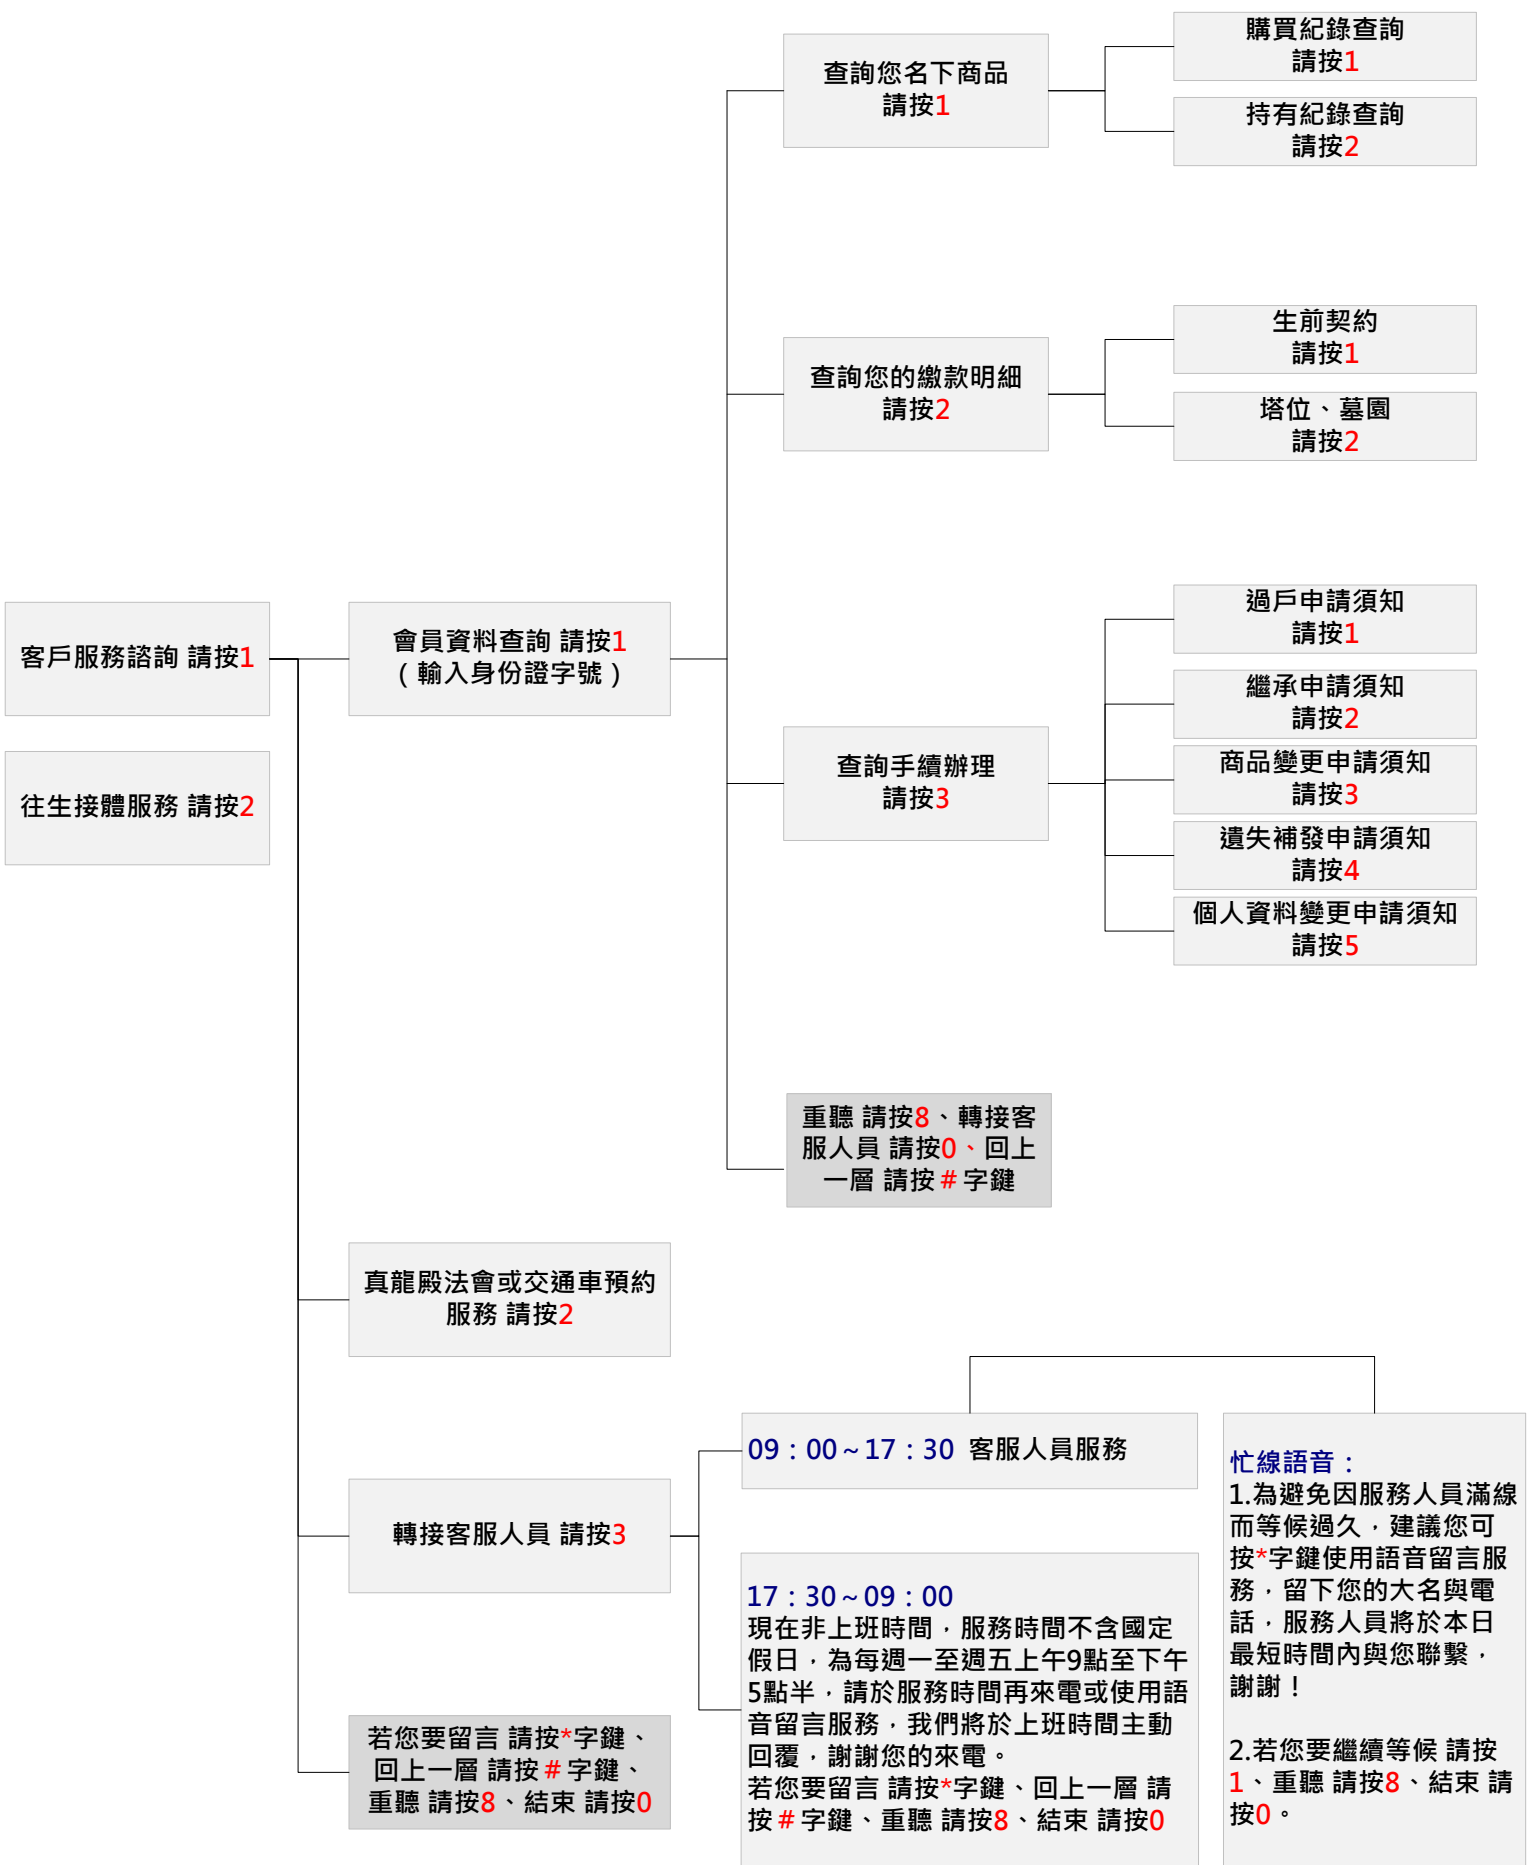 客戶服務諮詢 請按1
往生接體服務 請按2
會員資料查詢 請按1
（輸入身份證字號）
查詢您名下商品
請按1
購買紀錄查詢
請按1
持有紀錄查詢
請按2
查詢您的繳款明細
請按2
生前契約
請按1
塔位、墓園
請按2
查詢手續辦理
請按3
過戶申請須知
請按1
繼承申請須知
請按2
商品變更申請須知
請按3
遺失補發申請須知
請按4
個人資料變更申請須知
請按5
重聽 請按8、轉接客
服人員 請按0、回上
一層 請按＃字鍵
真龍殿法會或交通車預約
服務 請按2
轉接客服人員 請按3
09：00～17：30 客服人員服務
17：30～09：00
現在非上班時間，服務時間不含國定
假日，為每週一至週五上午9點至下午
5點半，請於服務時間再來電或使用語
音留言服務，我們將於上班時間主動
回覆，謝謝您的來電。
若您要留言 請按*字鍵、回上一層 請
按＃字鍵、重聽 請按8、結束 請按0
忙線語音：
1.為避免因服務人員滿線
而等候過久，建議您可
按*字鍵使用語音留言服
務，留下您的大名與電
話，服務人員將於本日
最短時間內與您聯繫，
謝謝！
2.若您要繼續等候 請按
1、重聽 請按8、結束 請
按0。
若您要留言 請按*字鍵、
回上一層 請按＃字鍵、
重聽 請按8、結束 請按0